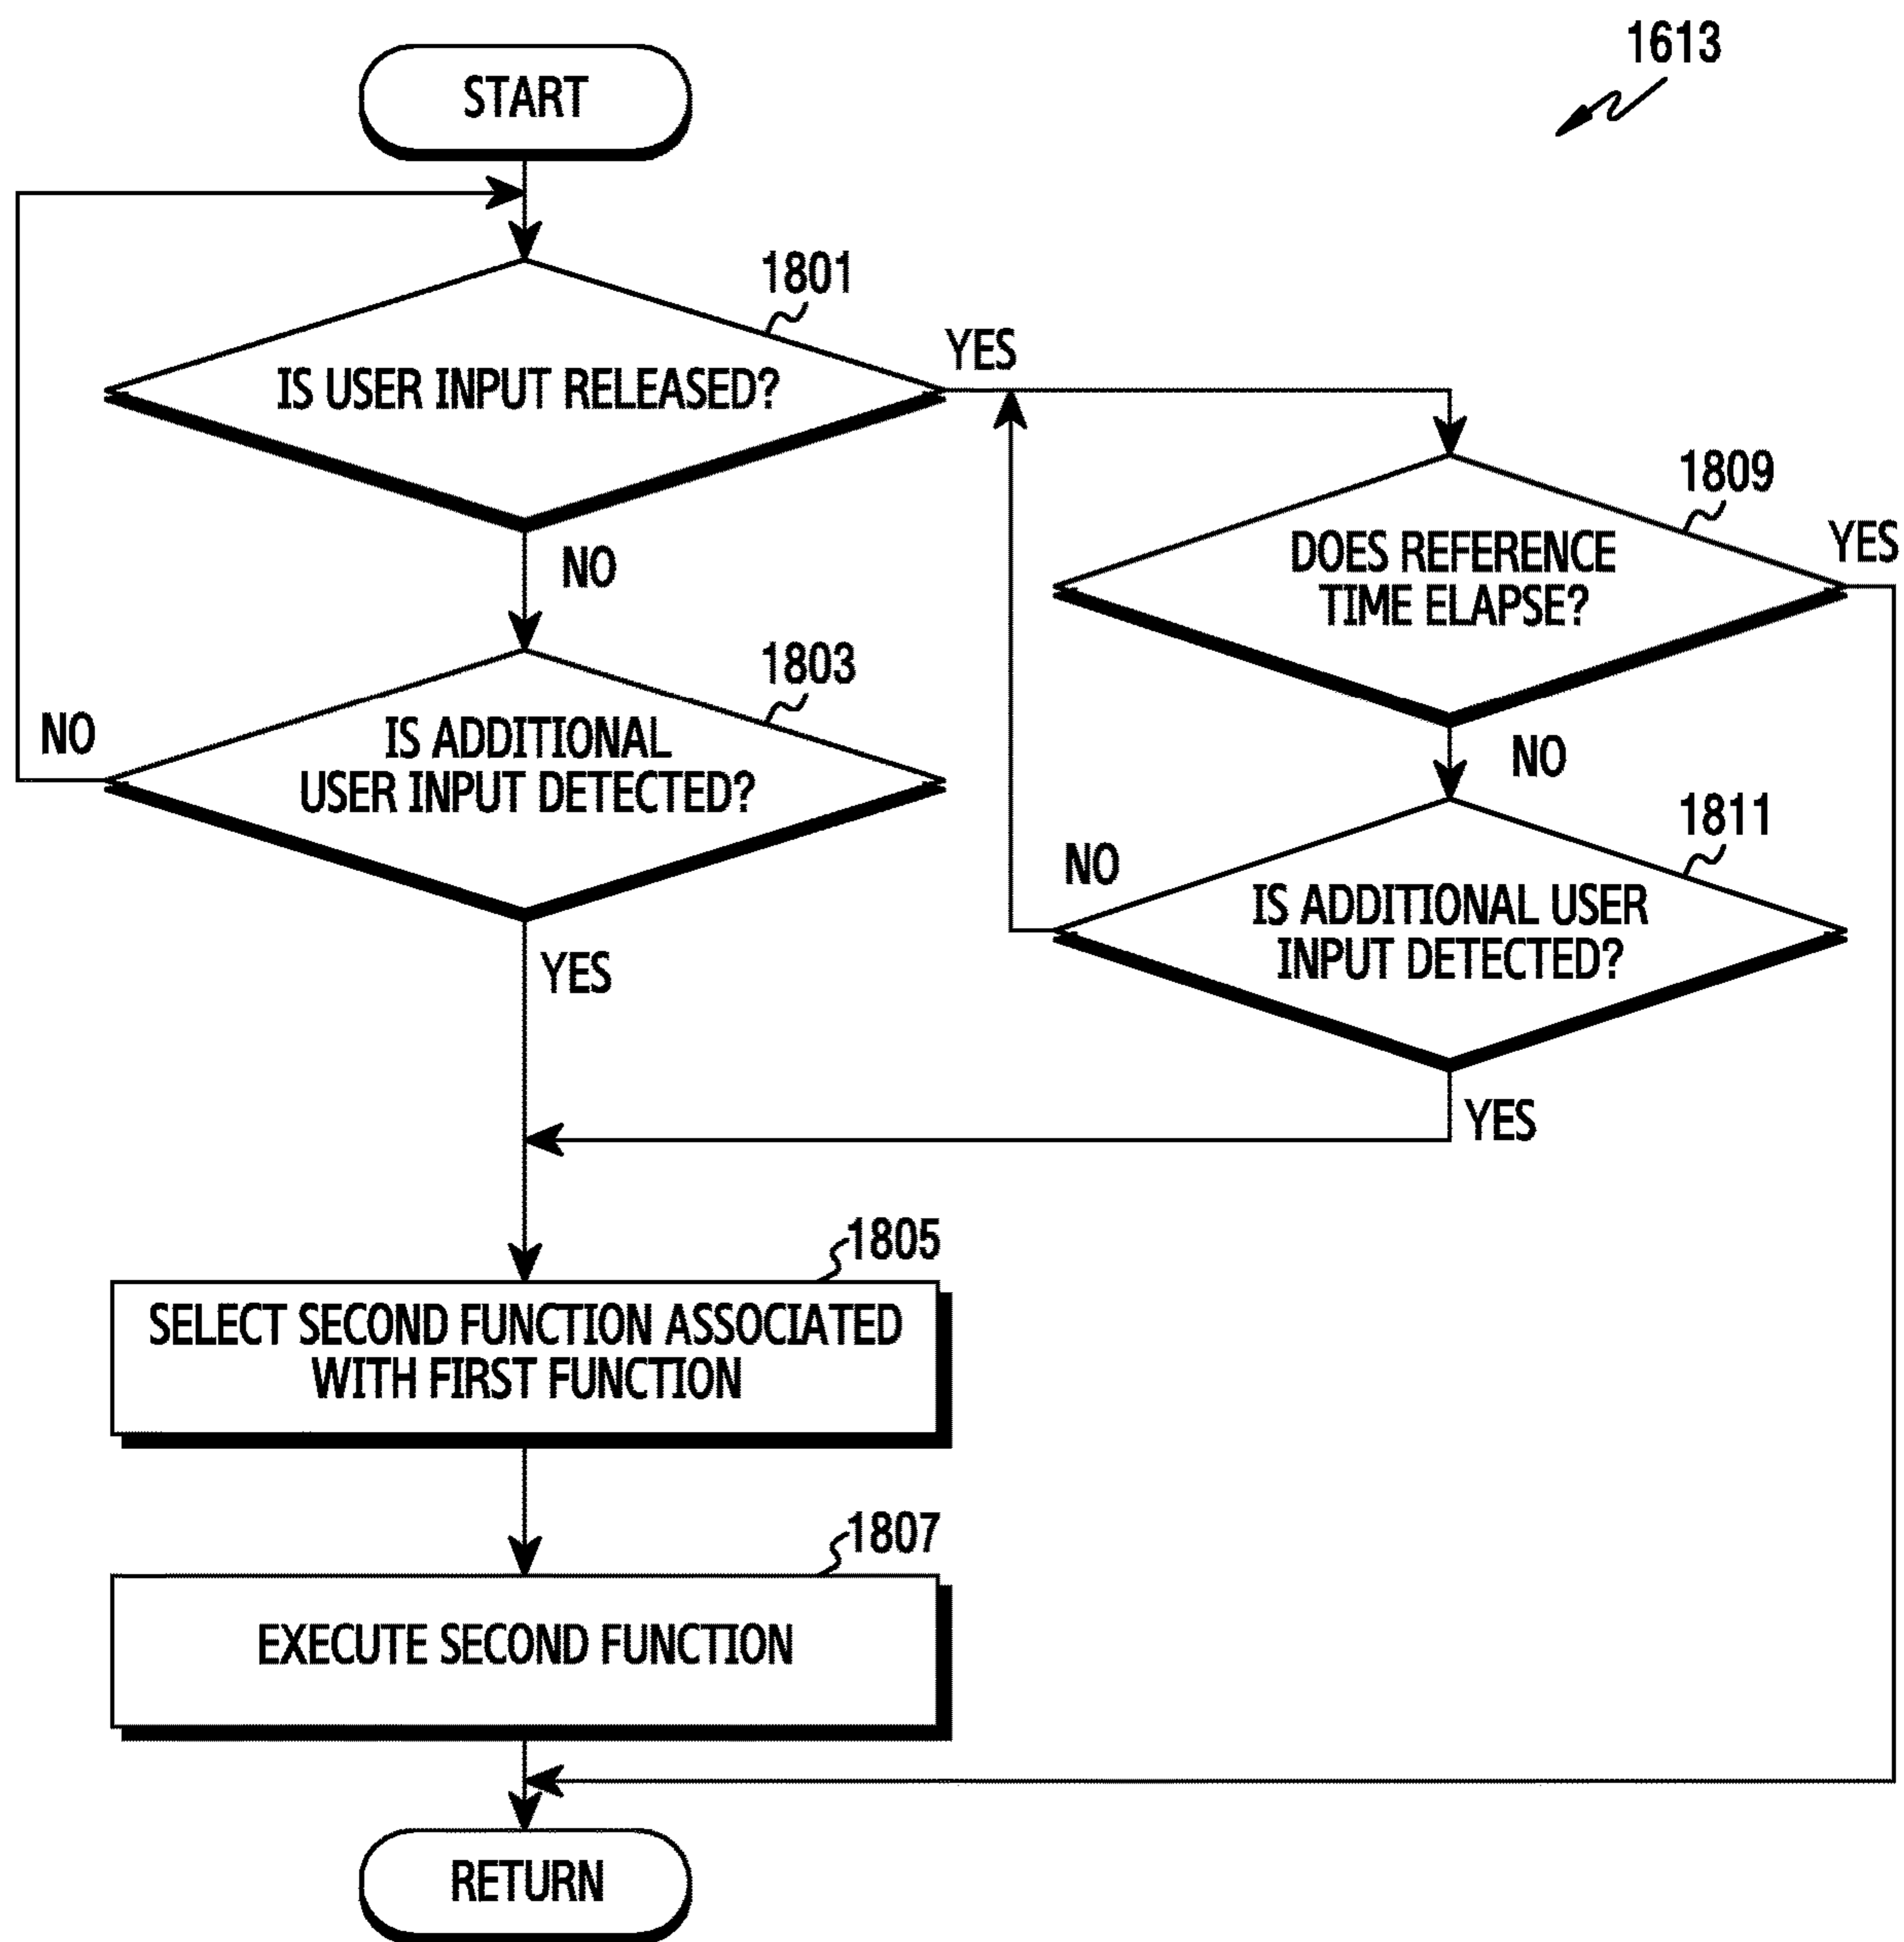 1613
START
1801
IS USER INPUT RELEASED?
YES
NO
1809
DOES REFERENCE
TIME ELAPSE?
YES
NO
1803
IS ADDITIONAL
USER INPUT DETECTED?
NO
YES
1811
IS ADDITIONAL USER
INPUT DETECTED?
NO
YES
1805
SELECT SECOND FUNCTION ASSOCIATED
WITH FIRST FUNCTION
1807
EXECUTE SECOND FUNCTION
RETURN